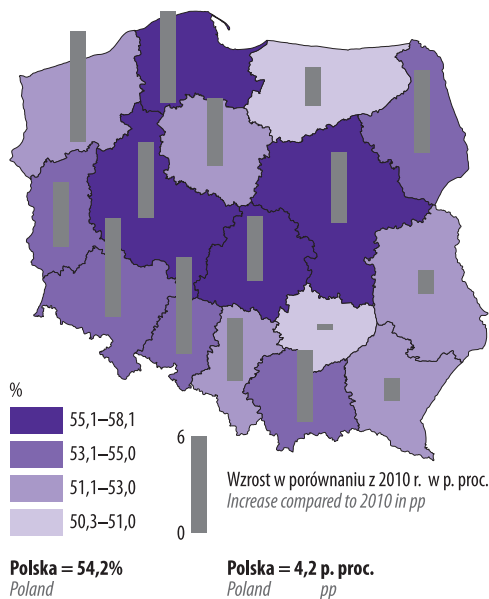 %
55,1–58,1
53,1–55,0
51,1–53,0
50,3–51,0
6
0
Wzrost w porównaniu z 2010 r. w p. proc.
Increase compared to 2010 in pp
Polska = 54,2%
Poland
Polska = 4,2 p. proc.
Poland pp